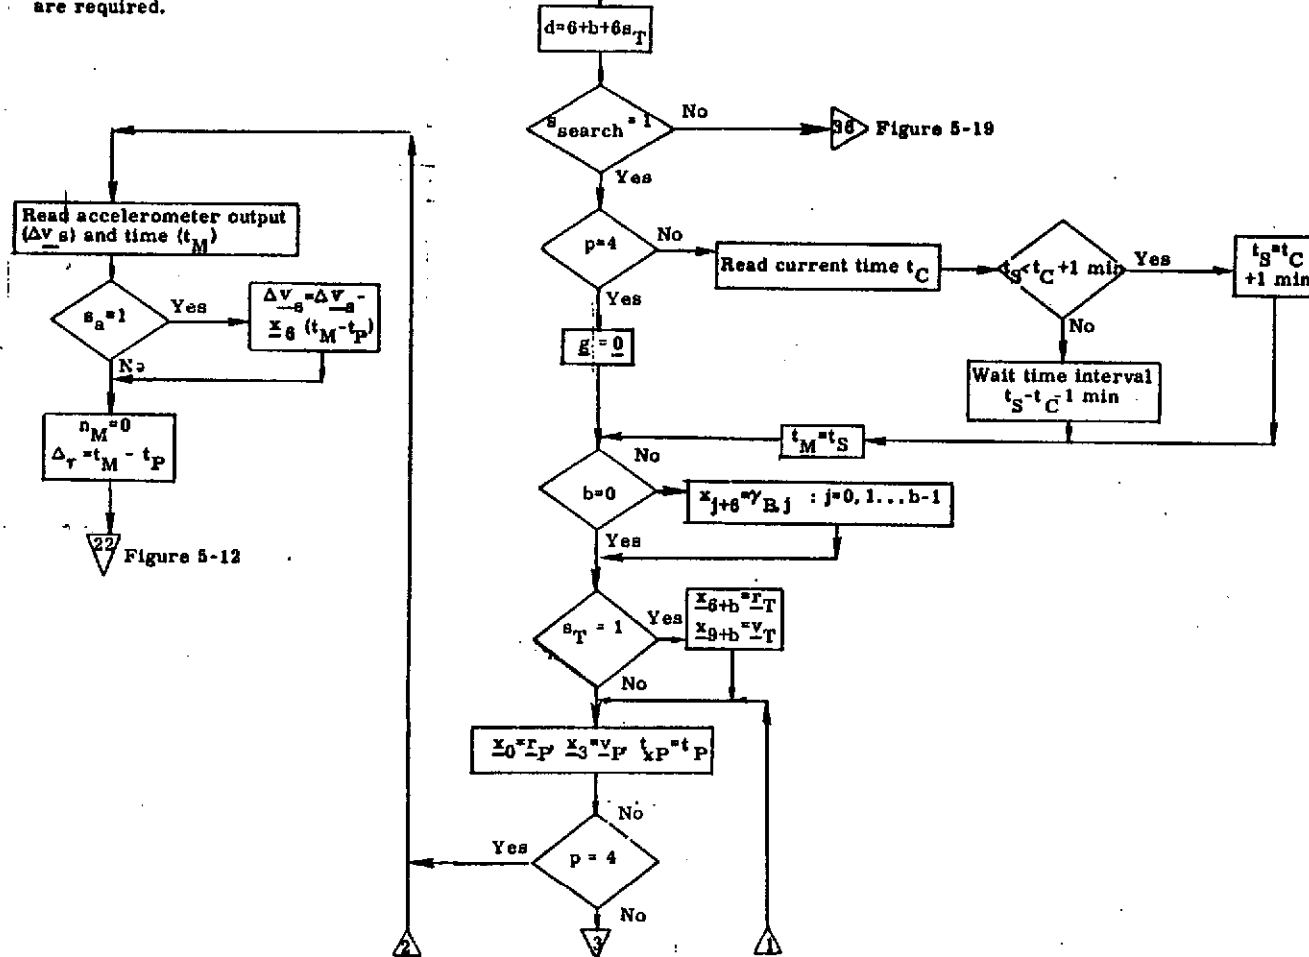 are required.
d=6+b+6s_T
s_search = 1
No
36
Figure 5-19
Yes
Read accelerometer output
(Δv_s) and time (t_M)
p=4
No
Read current time t_C
t_S < t_C +1 min
Yes
t_S = t_C
+1 min
s_a=1
Yes
Δv_s=Δv_s-
x_6 (t_M-t_P)
No
Yes
g = 0
No
Wait time interval
t_S-t_C-1 min
n_M=0
Δ_τ=t_M - t_P
t_M=t_S
No
b=0
x_j+6=γ_B,j : j=0, 1...b-1
Yes
22
Figure 5-12
s_T = 1
Yes
x_6+b=r_T
x_9+b=v_T
No
x_0=r_P, x_3=v_P, t_xP=t_P
No
Yes
p = 4
No
2
3
1